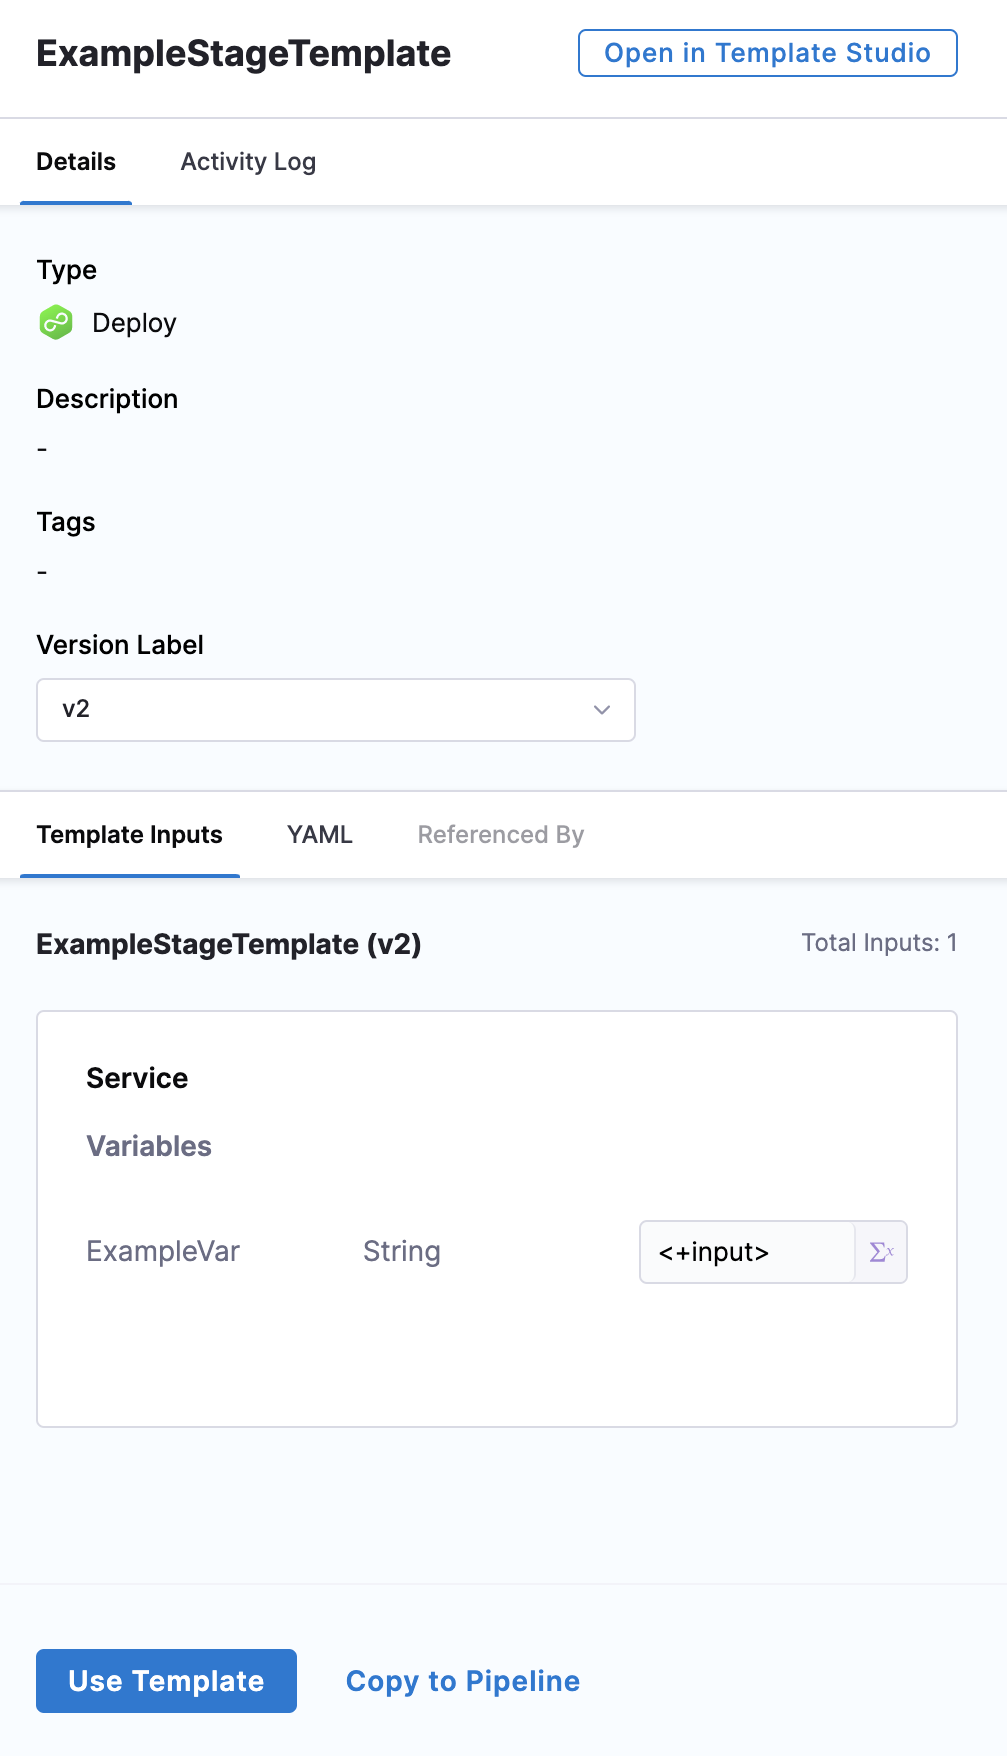 ExampleStageTemplate
Open in Template Studio
Details
Activity Log
Type
Deploy
Description
-
Tags
-
Version Label
v2
Template Inputs
YAML
Referenced By
ExampleStageTemplate (v2)
Total Inputs: 1
Service
Variables
ExampleVar
String
<+input>
Σx
Use Template
Copy to Pipeline